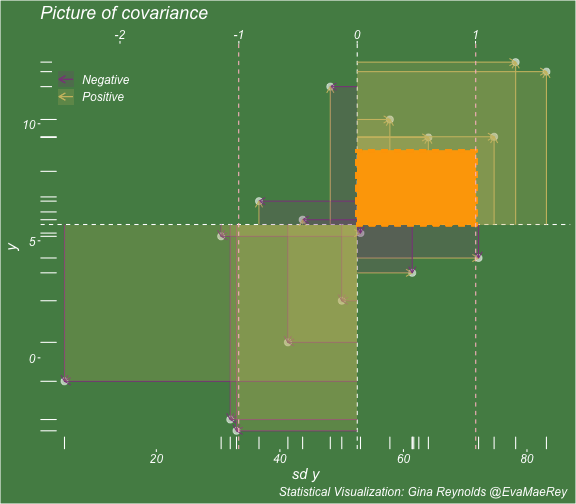 Picture of covariance
-2 -1 0 1
Negative
Positive
10
5
0
y
20 40 60 80
sd y
Statistical Visualization: Gina Reynolds @EvaMaeRey